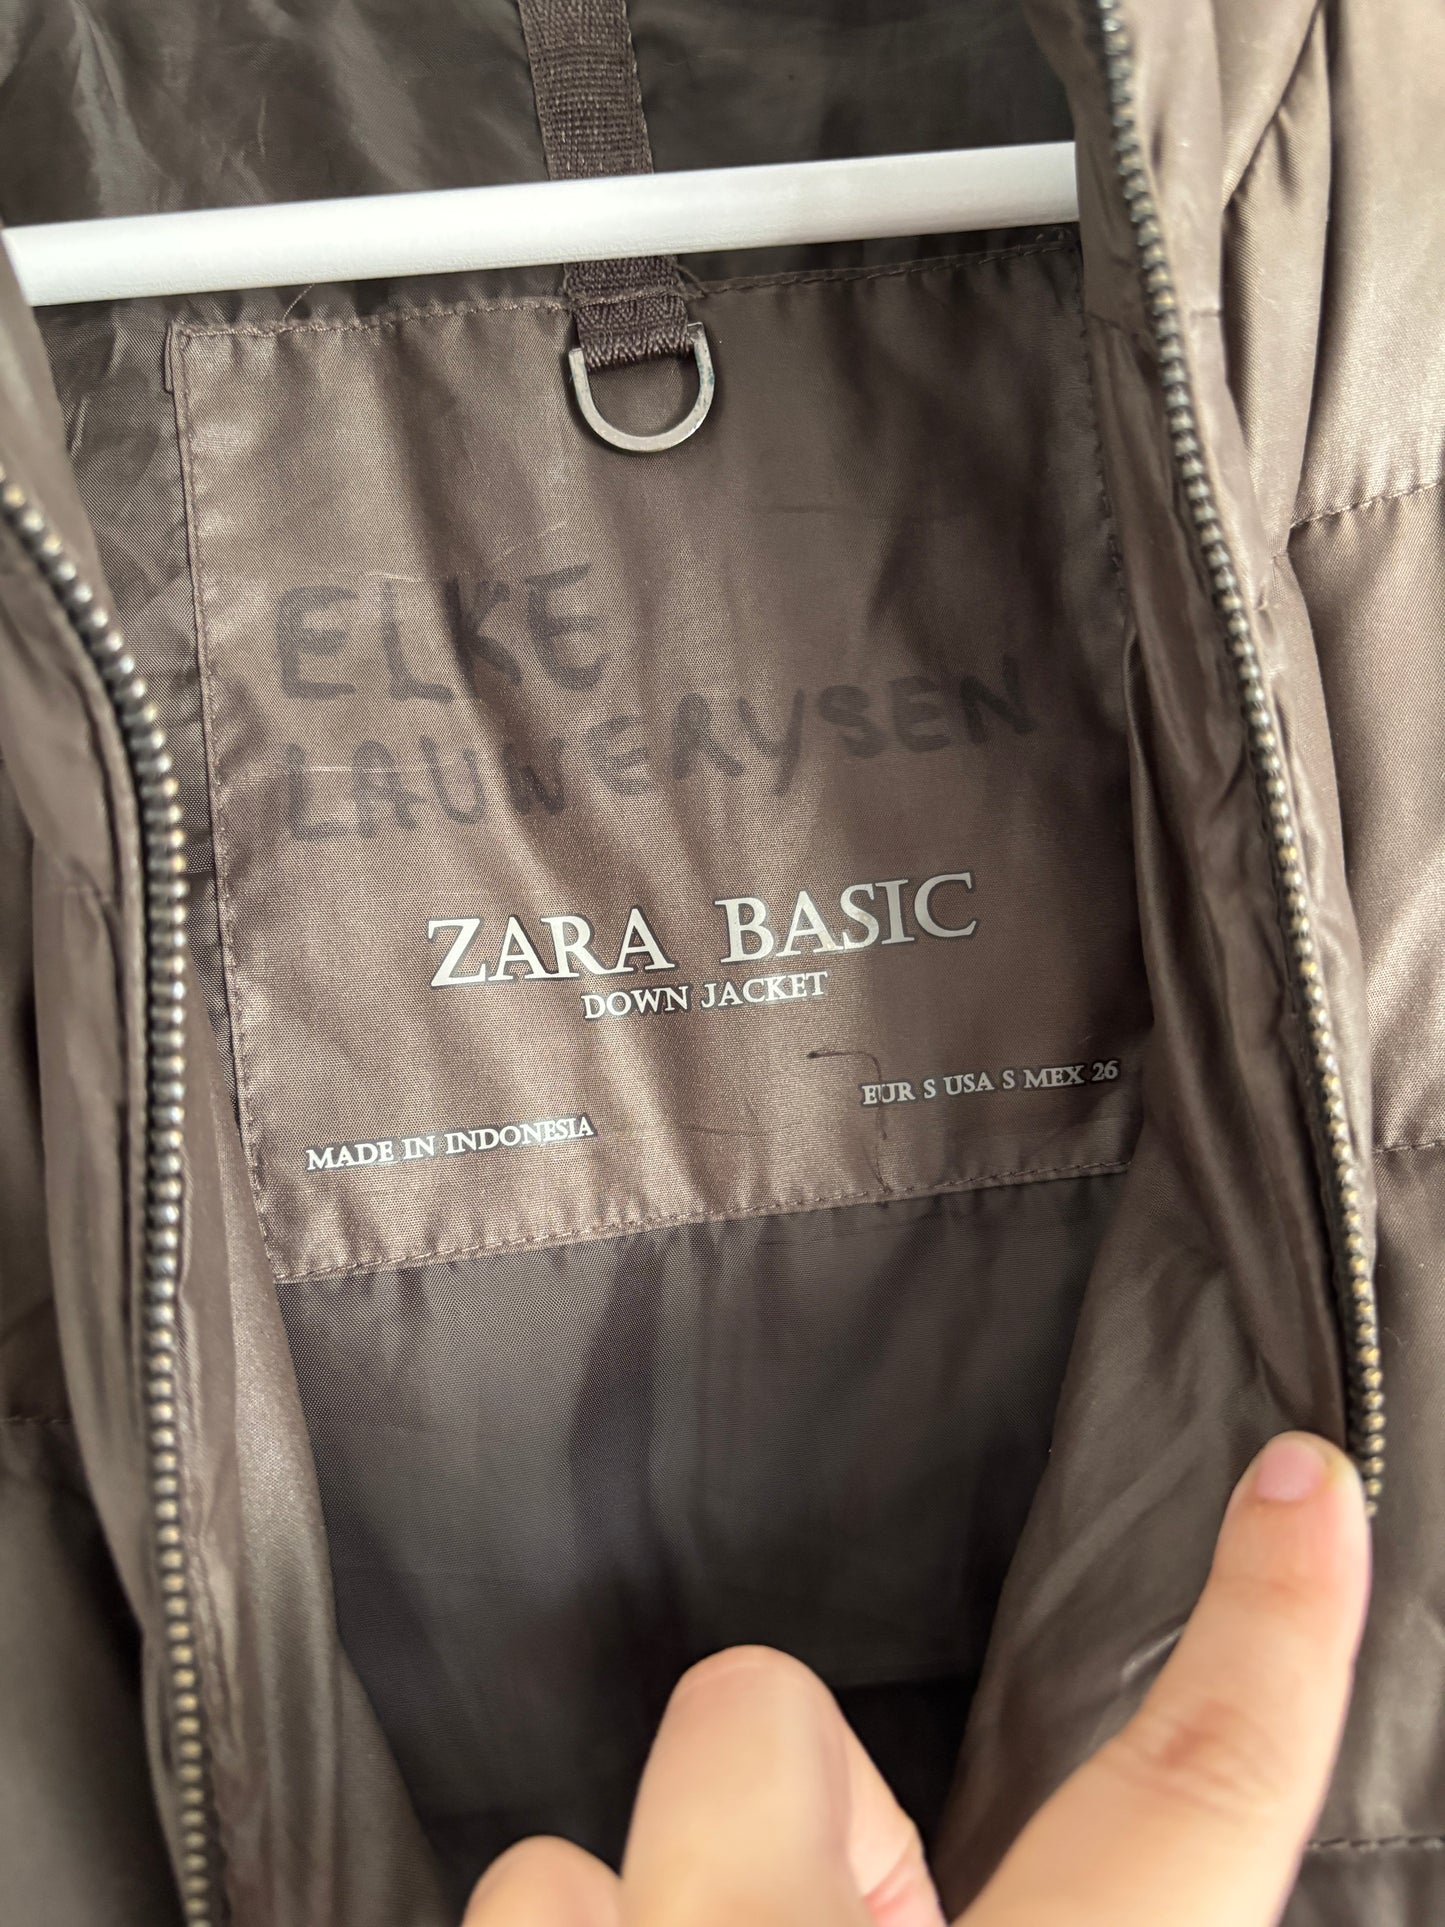 ELKE
LAUWERYSEN
ZARA BASIC
DOWN JACKET
EUR S USA S MEX 26
MADE IN INDONESIA